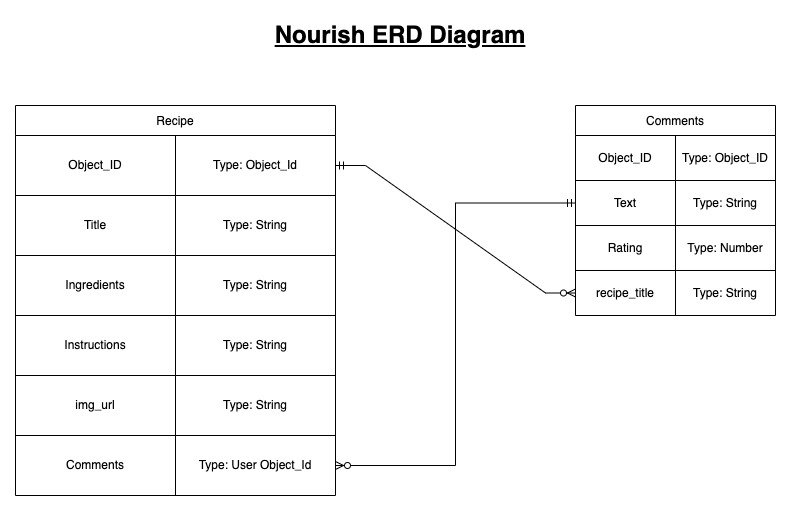 Nourish ERD Diagram
Recipe
Object_ID Type: Object_Id
Title Type: String
Ingredients Type: String
Instructions Type: String
img_url Type: String
Comments Type: User Object_Id
Comments
Object_ID Type: Object_ID
Text Type: String
Rating Type: Number
recipe_title Type: String